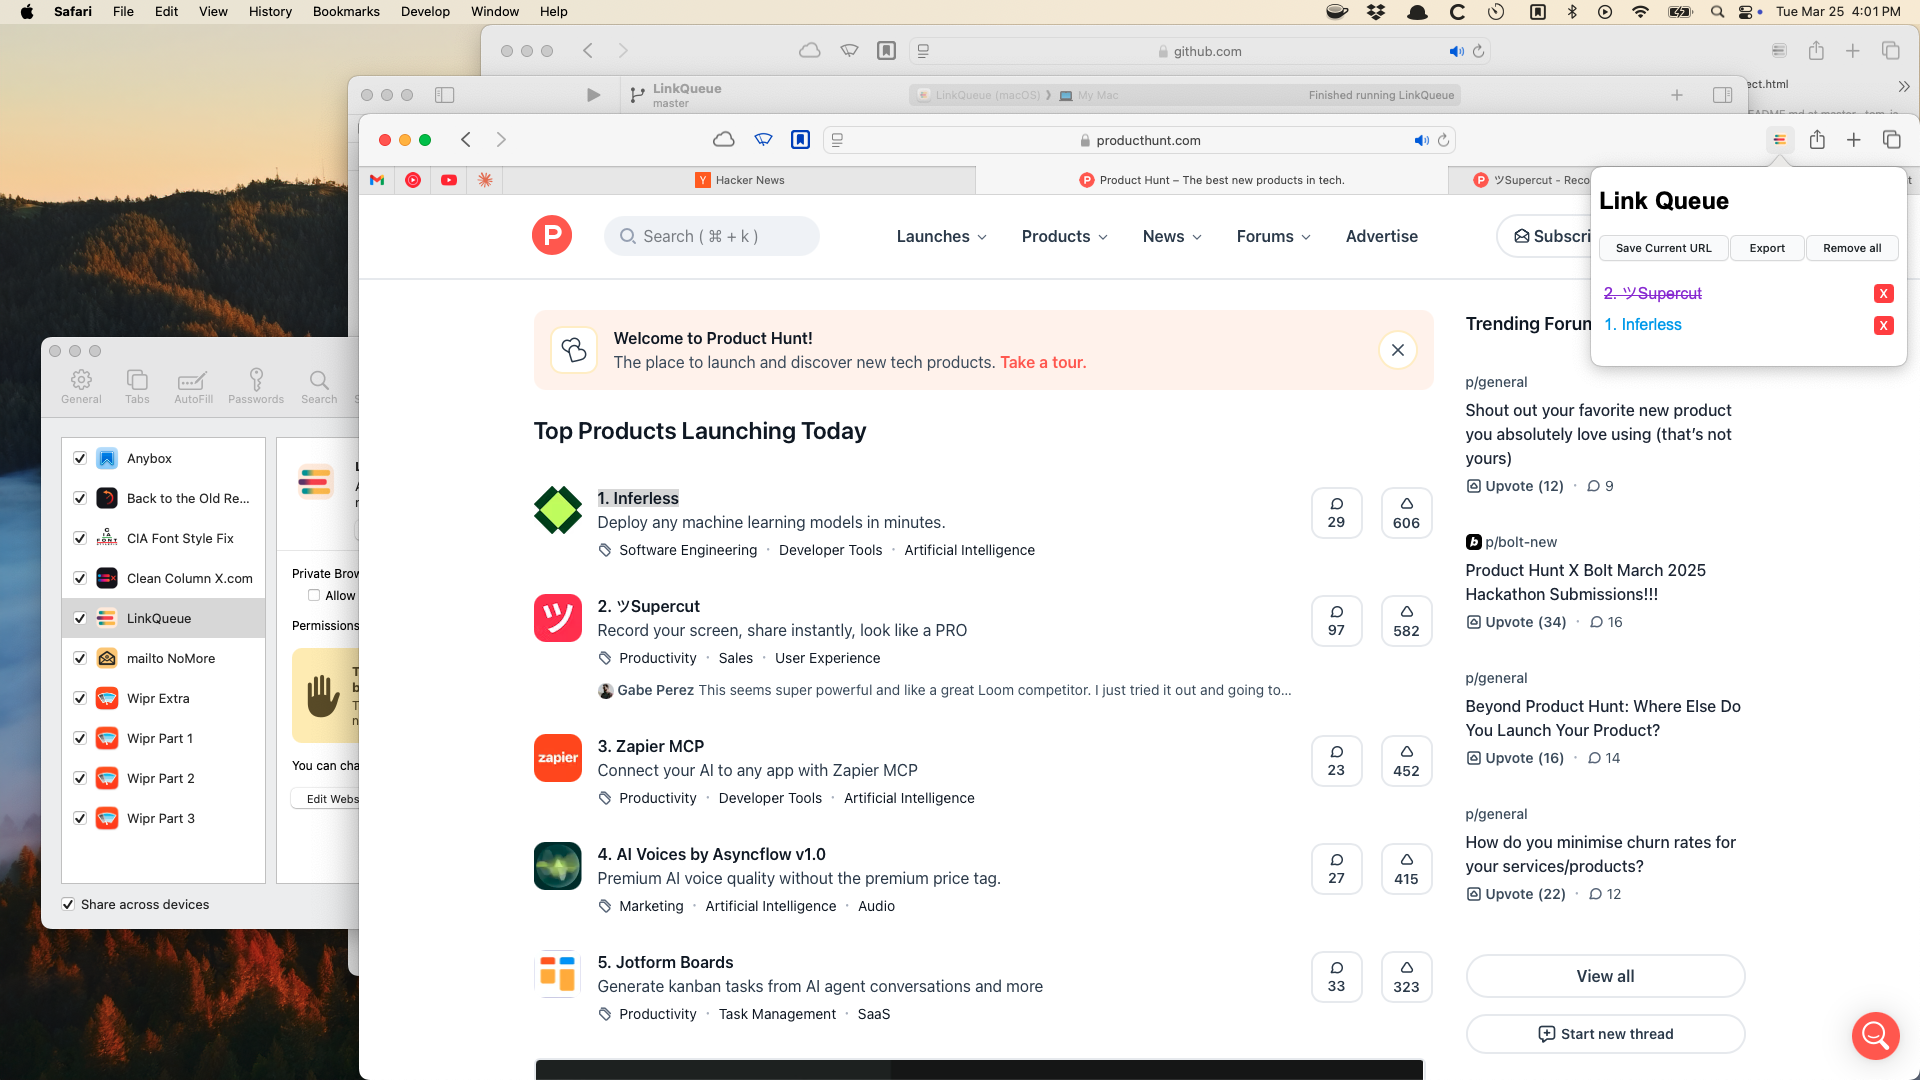 Safari File Edit View History Bookmarks Develop Window Help
Tue Mar 25 4:01 PM
github.com
LinkQueue
master
LinkQueue (macOS) ❯ My Mac
Finished running LinkQueue
ect.html
producthunt.com
Hacker News
Product Hunt – The best new products in tech.
ツSupercut - Reco
P
Search ( ⌘ + k )
Launches
Products
News
Forums
Advertise
Subscri
Link Queue
Save Current URL
Export
Remove all
2. ツSupercut
X
1. Inferless
X
Welcome to Product Hunt!
The place to launch and discover new tech products. Take a tour.
Top Products Launching Today
1. Inferless
Deploy any machine learning models in minutes.
Software Engineering · Developer Tools · Artificial Intelligence
29
606
2. ツSupercut
Record your screen, share instantly, look like a PRO
Productivity · Sales · User Experience
97
582
Gabe Perez This seems super powerful and like a great Loom competitor. I just tried it out and going to...
zapier
3. Zapier MCP
Connect your AI to any app with Zapier MCP
Productivity · Developer Tools · Artificial Intelligence
23
452
4. AI Voices by Asyncflow v1.0
Premium AI voice quality without the premium price tag.
Marketing · Artificial Intelligence · Audio
27
415
5. Jotform Boards
Generate kanban tasks from AI agent conversations and more
Productivity · Task Management · SaaS
33
323
Trending Forun
p/general
Shout out your favorite new product
you absolutely love using (that's not
yours)
Upvote (12) · 9
p/bolt-new
Product Hunt X Bolt March 2025
Hackathon Submissions!!!
Upvote (34) · 16
p/general
Beyond Product Hunt: Where Else Do
You Launch Your Product?
Upvote (16) · 14
p/general
How do you minimise churn rates for
your services/products?
Upvote (22) · 12
View all
Start new thread
General
Tabs
AutoFill
Passwords
Search
Anybox
Back to the Old Re...
CIA Font Style Fix
Clean Column X.com
LinkQueue
mailto NoMore
Wipr Extra
Wipr Part 1
Wipr Part 2
Wipr Part 3
Private Brow
Allow
Permissions
You can cha
Edit Webs
Share across devices